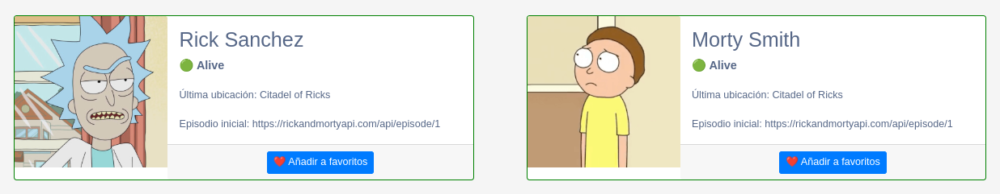 Rick Sanchez
🟢 Alive
Última ubicación: Citadel of Ricks
Episodio inicial: https://rickandmortyapi.com/api/episode/1
❤️ Añadir a favoritos
Morty Smith
🟢 Alive
Última ubicación: Citadel of Ricks
Episodio inicial: https://rickandmortyapi.com/api/episode/1
❤️ Añadir a favoritos